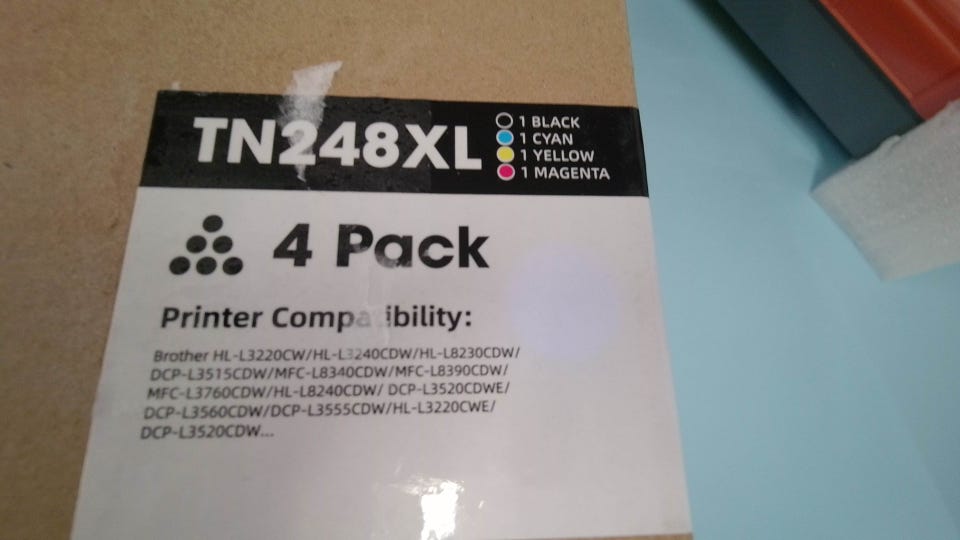 TN248XL
1 BLACK
1 CYAN
1 YELLOW
1 MAGENTA
4 Pack
Printer Compatibility:
Brother HL-L3220CW/HL-L3240CDW/HL-L8230CDW/
DCP-L3515CDW/MFC-L8340CDW/MFC-L8390CDW/
MFC-L3760CDW/HL-L8240CDW/ DCP-L3520CDWE/
DCP-L3560CDW/DCP-L3555CDW/HL-L3220CWE/
DCP-L3520CDW...